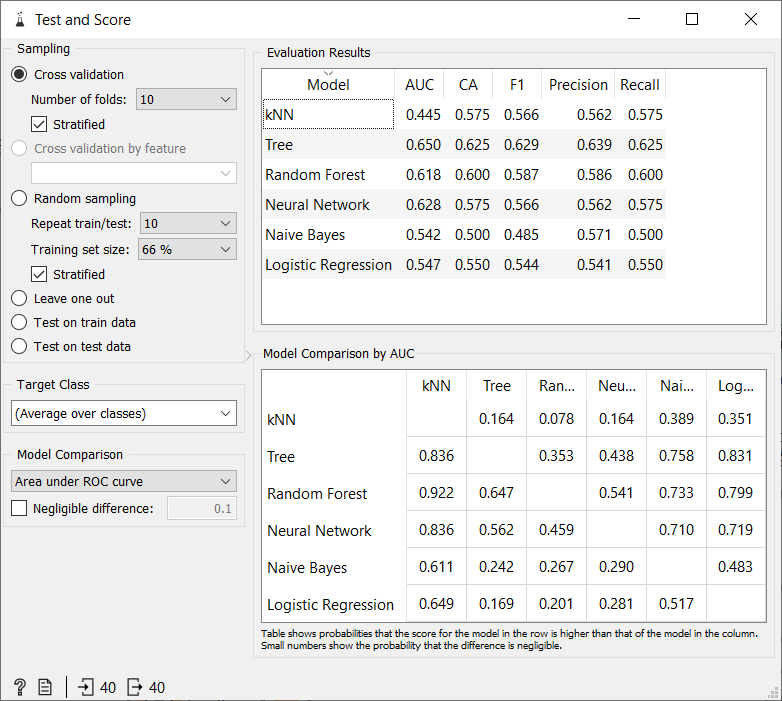 Test and Score
Sampling
Cross validation
Number of folds: 10
Stratified
Cross validation by feature
Random sampling
Repeat train/test: 10
Training set size: 66 %
Stratified
Leave one out
Test on train data
Test on test data
Target Class
(Average over classes)
Model Comparison
Area under ROC curve
Negligible difference: 0.1
Evaluation Results
Model AUC CA F1 Precision Recall
kNN 0.445 0.575 0.566 0.562 0.575
Tree 0.650 0.625 0.629 0.639 0.625
Random Forest 0.618 0.600 0.587 0.586 0.600
Neural Network 0.628 0.575 0.566 0.562 0.575
Naive Bayes 0.542 0.500 0.485 0.571 0.500
Logistic Regression 0.547 0.550 0.544 0.541 0.550
Model Comparison by AUC
kNN Tree Ran... Neu... Nai... Log...
kNN 0.164 0.078 0.164 0.389 0.351
Tree 0.836 0.353 0.438 0.758 0.831
Random Forest 0.922 0.647 0.541 0.733 0.799
Neural Network 0.836 0.562 0.459 0.710 0.719
Naive Bayes 0.611 0.242 0.267 0.290 0.483
Logistic Regression 0.649 0.169 0.201 0.281 0.517
Table shows probabilities that the score for the model in the row is higher than that of the model in the column.
Small numbers show the probability that the difference is negligible.
? 40 40